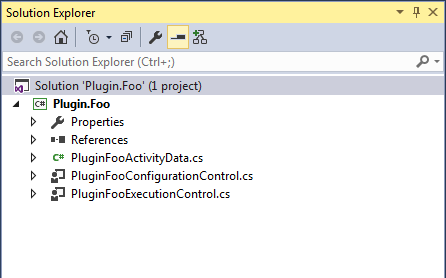 Solution Explorer
Search Solution Explorer (Ctrl+;)
Solution 'Plugin.Foo' (1 project)
C# Plugin.Foo
Properties
References
C# PluginFooActivityData.cs
PluginFooConfigurationControl.cs
PluginFooExecutionControl.cs